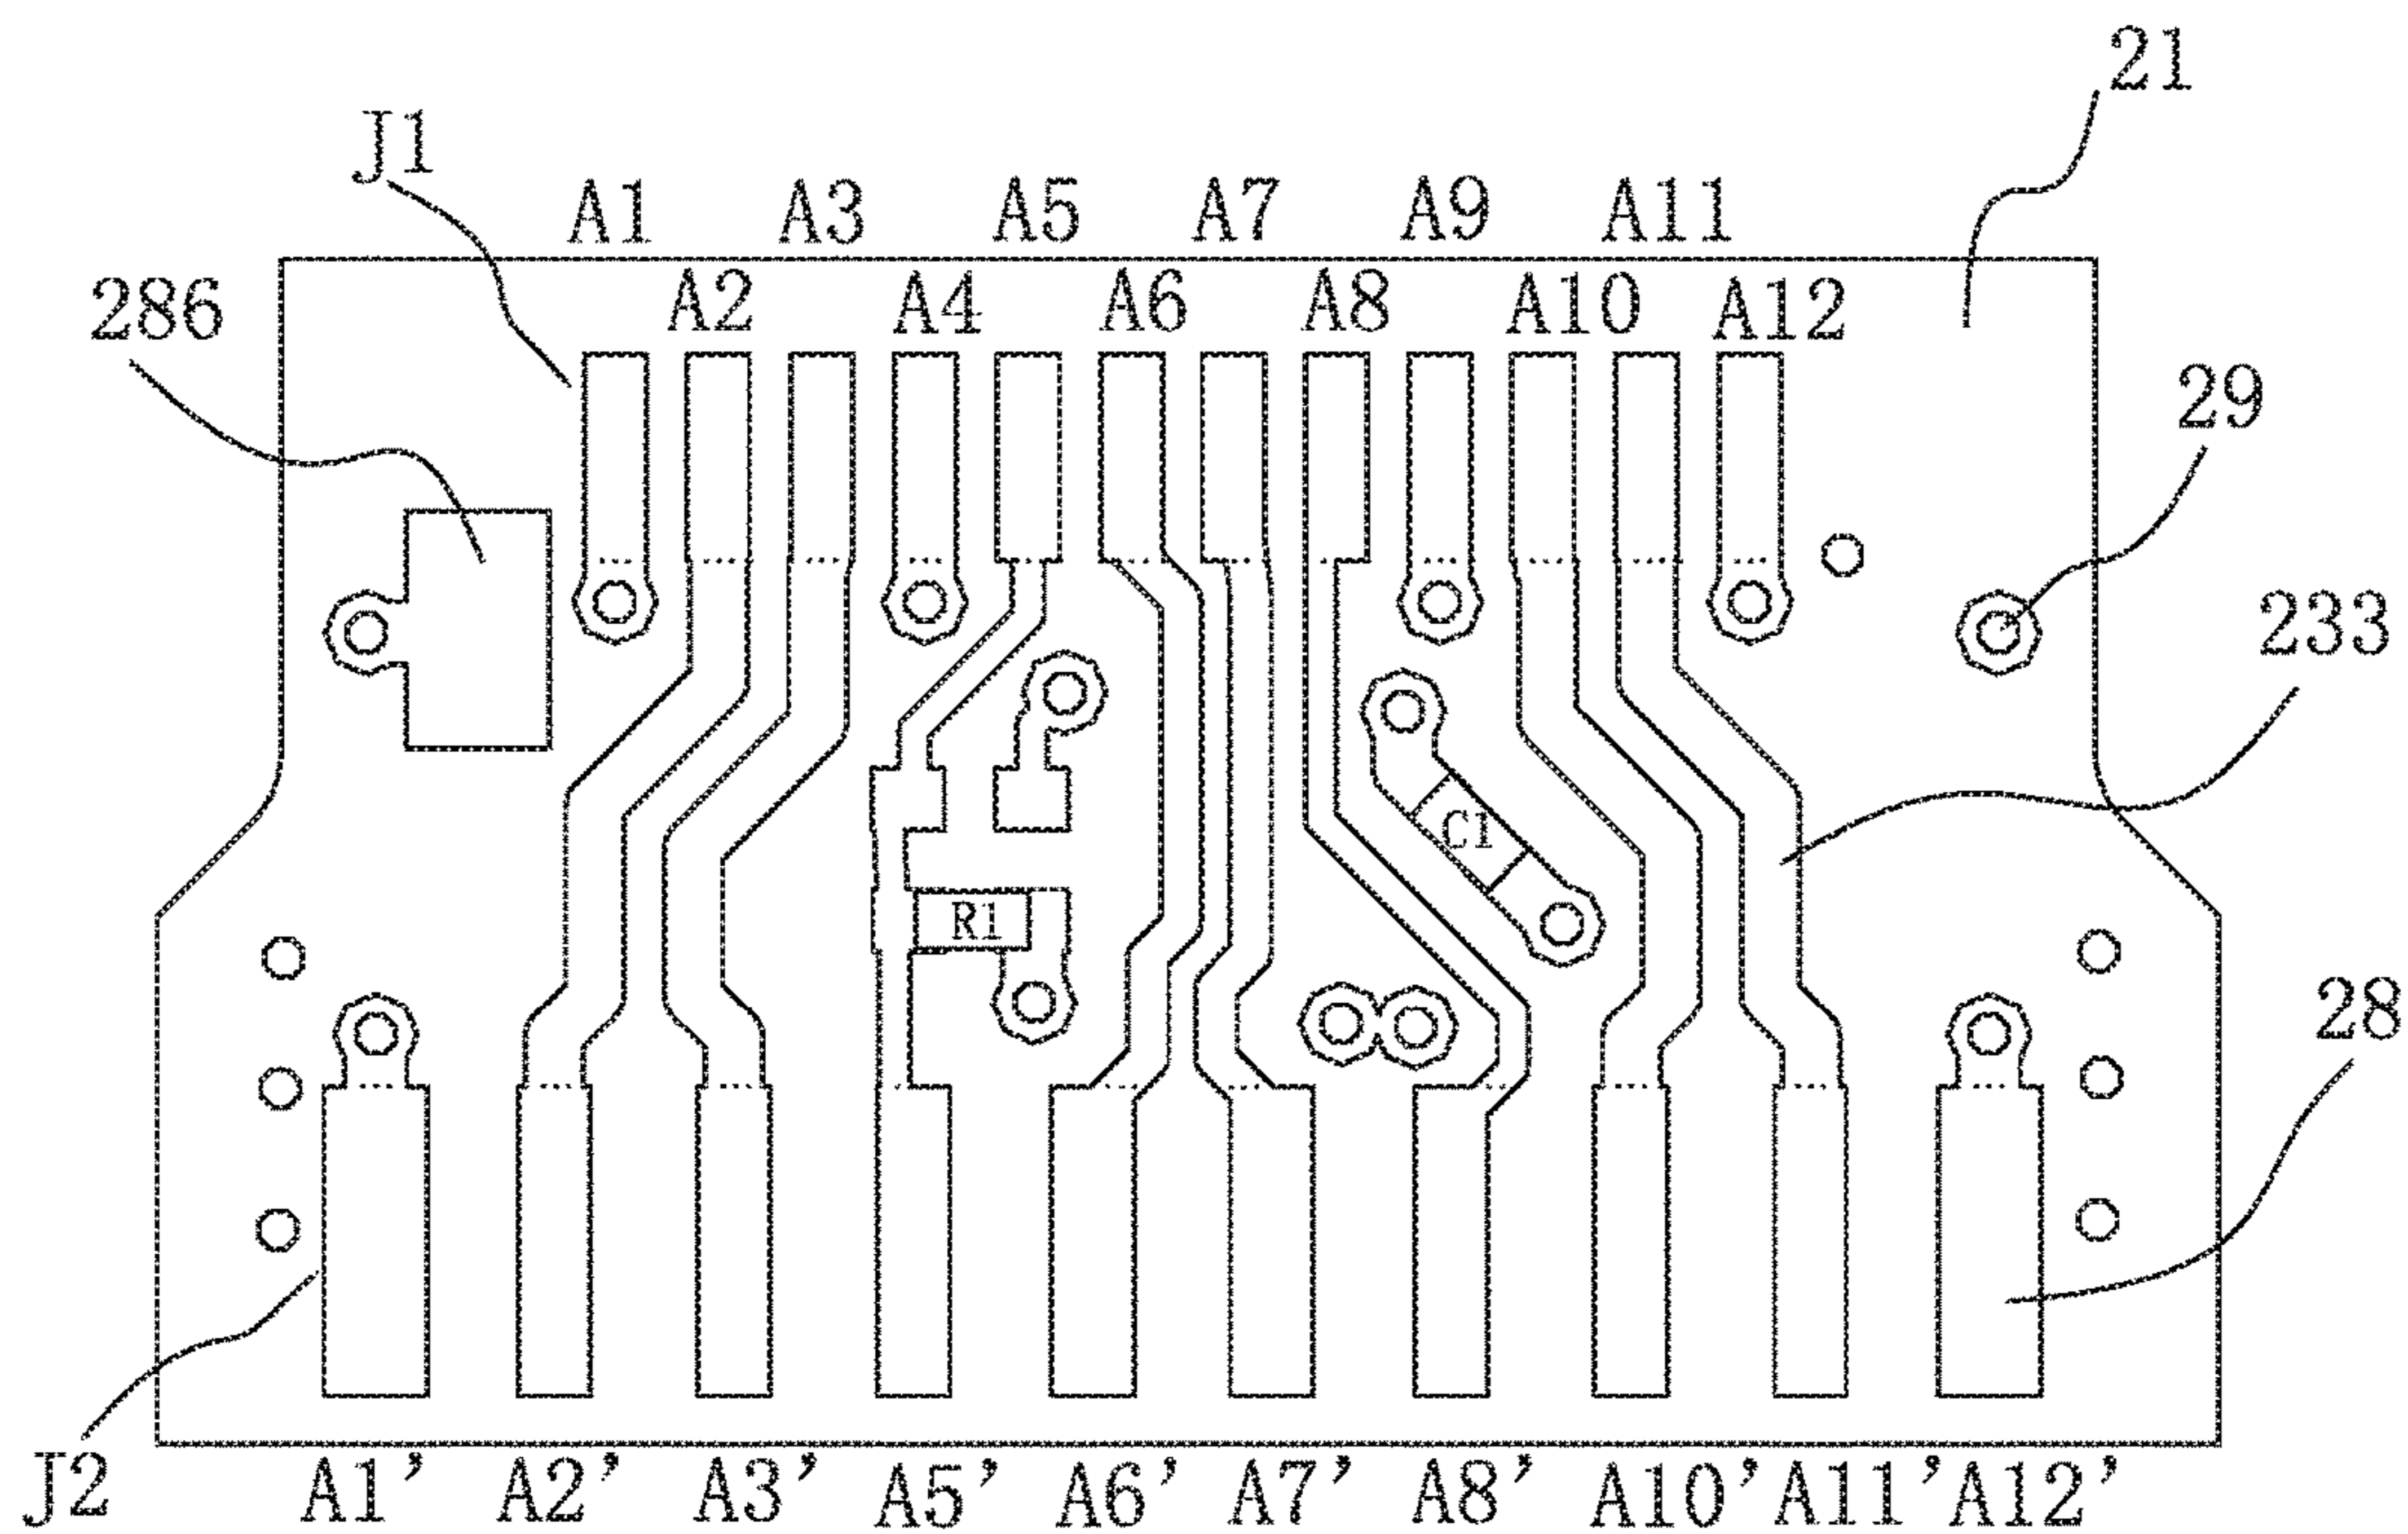 21
J1
A1 A3 A5 A7 A9 A11
286 A2 A4 A6 A8 A10 A12
29
233
C1
R1
28
J2 A1' A2' A3' A5' A6' A7' A8' A10' A11' A12'